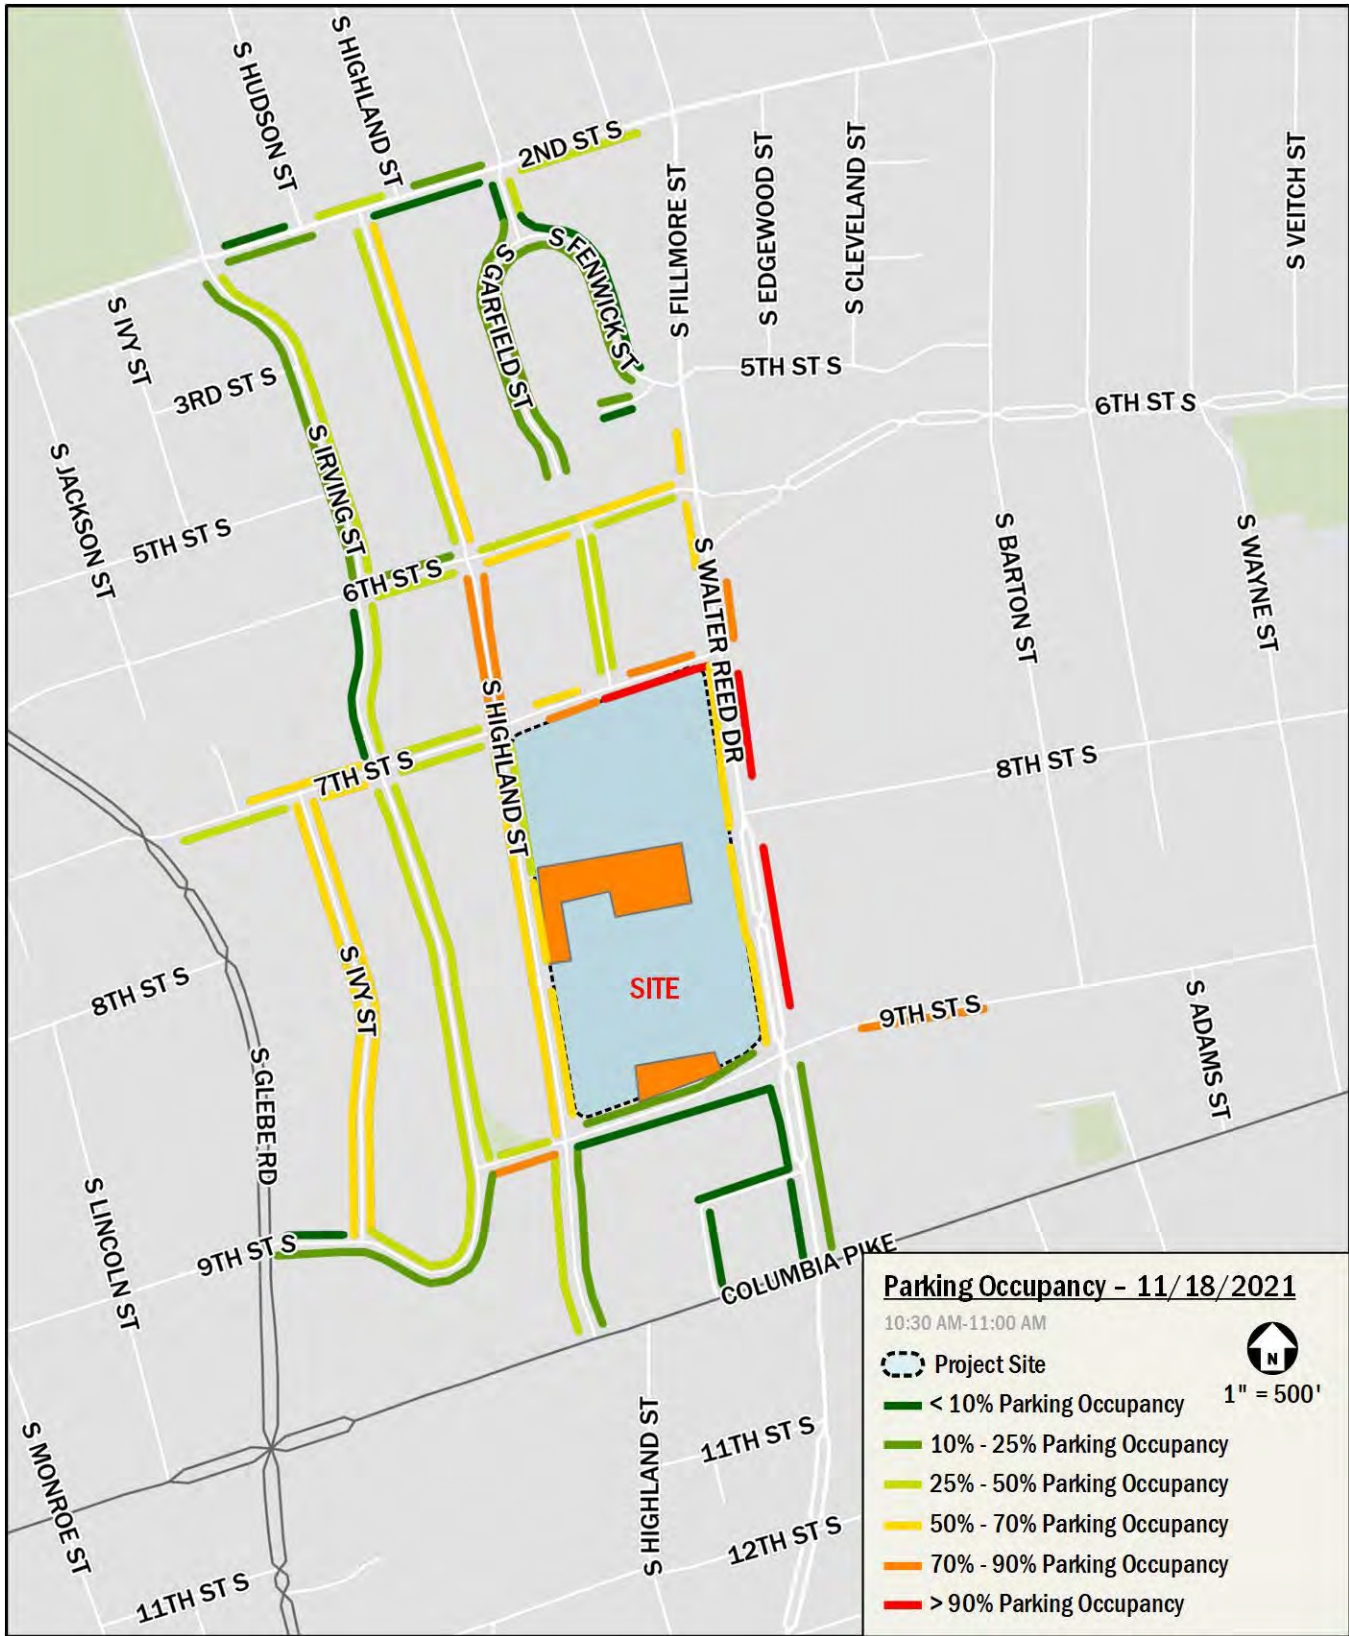 S HUDSON ST
S HIGHLAND ST
2ND ST S
S FILLMORE ST
S EDGEWOOD ST
S CLEVELAND ST
S VEITCH ST
S IVY ST
3RD ST S
S GARFIELD ST
S FENWICK ST
5TH ST S
6TH ST S
S JACKSON ST
S IRVING ST
5TH ST S
6TH ST S
S WALTER REED DR
S BARTON ST
S WAYNE ST
S HIGHLAND ST
7TH ST S
8TH ST S
8TH ST S
S IVY ST
SITE
9TH ST S
S ADAMS ST
S GLEBE RD
S LINCOLN ST
9TH ST S
COLUMBIA PIKE
S MONROE ST
11TH ST S
S HIGHLAND ST
11TH ST S
12TH ST S
Parking Occupancy – 11/18/2021
10:30 AM-11:00 AM
N
1" = 500'
Project Site
< 10% Parking Occupancy
10% - 25% Parking Occupancy
25% - 50% Parking Occupancy
50% - 70% Parking Occupancy
70% - 90% Parking Occupancy
> 90% Parking Occupancy